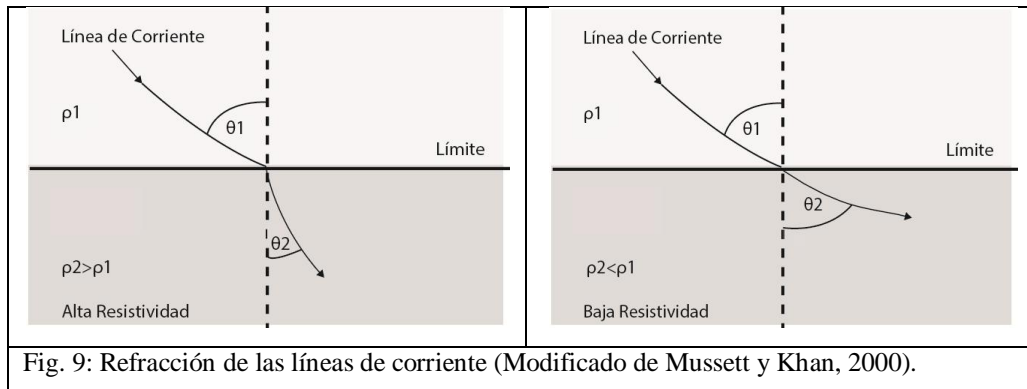 Línea de Corriente
ρ1
θ1
Límite
θ2
ρ2>ρ1
Alta Resistividad
Línea de Corriente
ρ1
θ1
Límite
θ2
ρ2<ρ1
Baja Resistividad
Fig. 9: Refracción de las líneas de corriente (Modificado de Mussett y Khan, 2000).